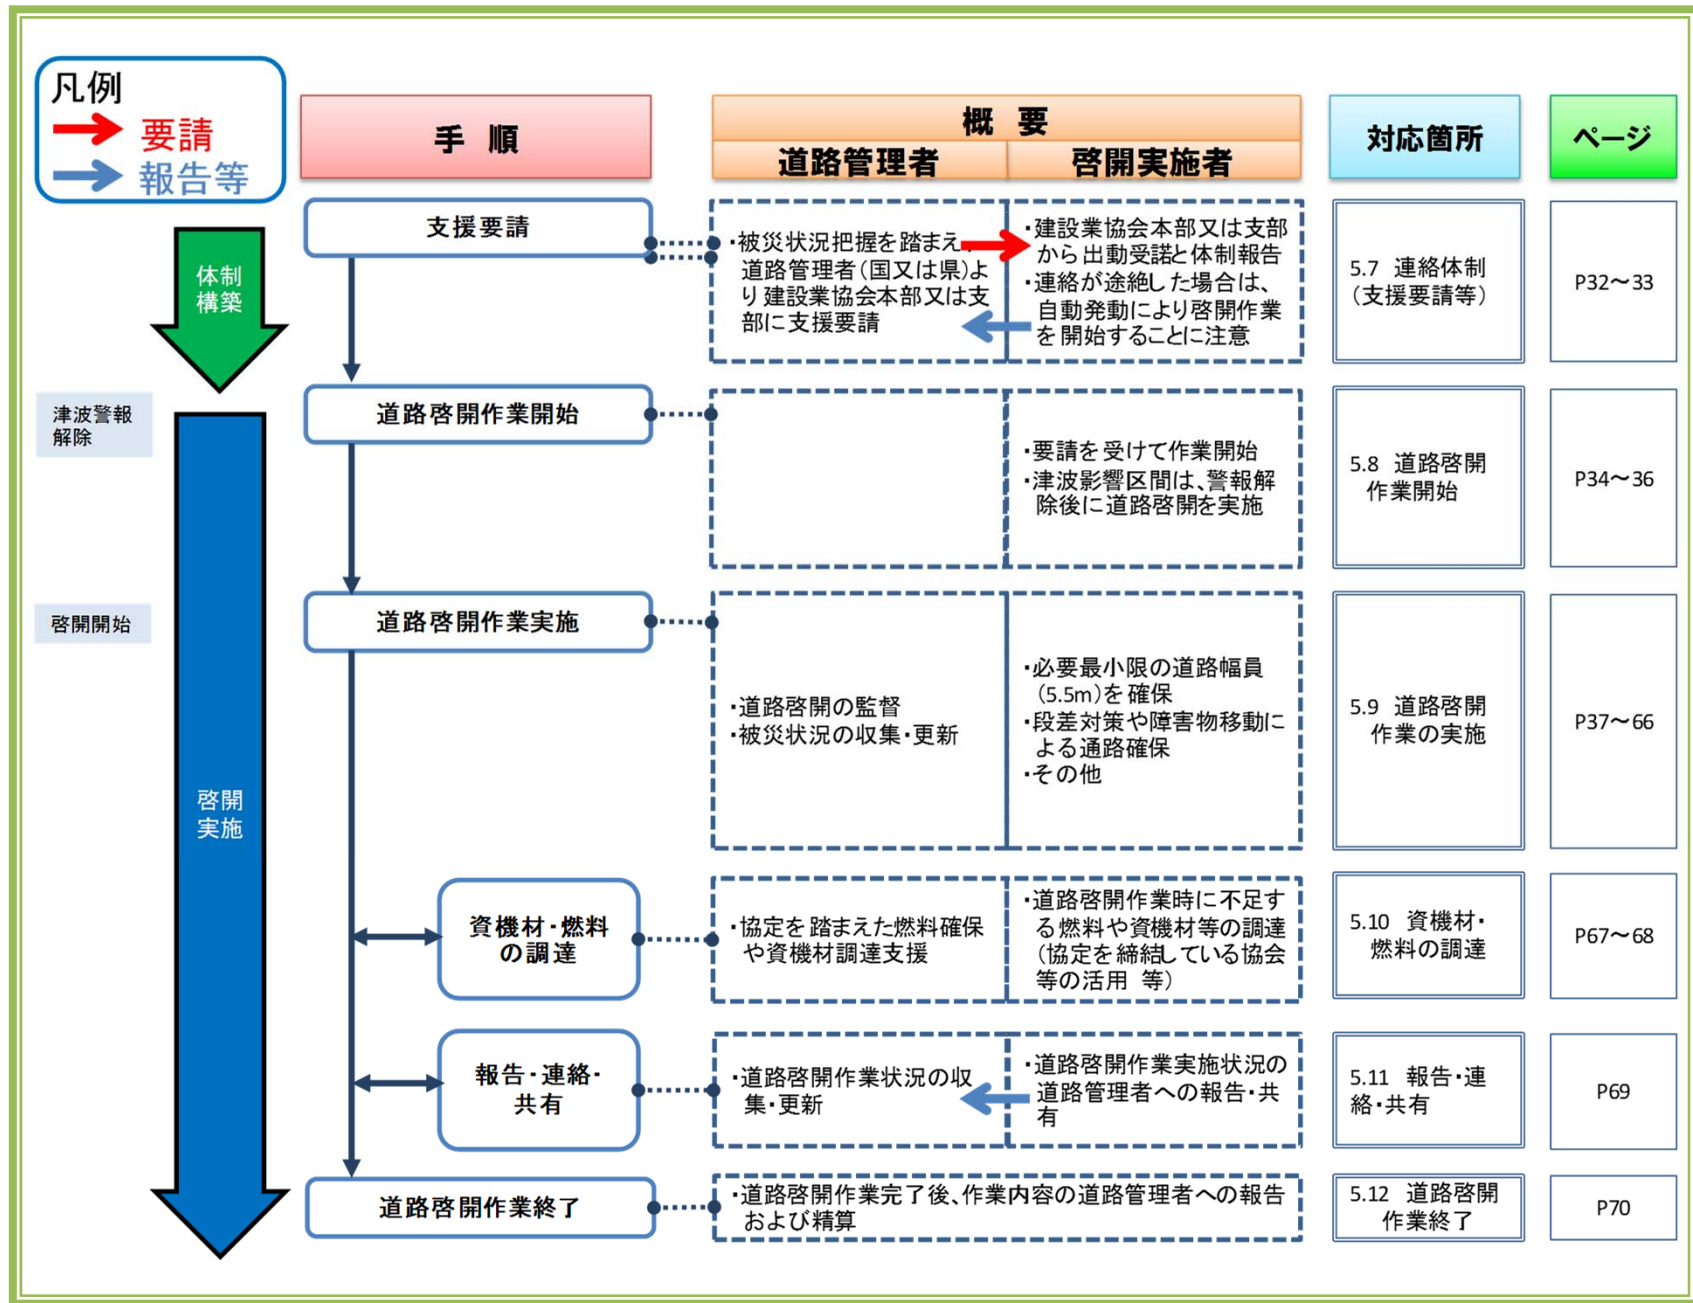 凡例
要請
報告等
手 順
概 要
道路管理者
啓開実施者
対応箇所
ページ
体制
構築
支援要請
・被災状況把握を踏まえ、
道路管理者(国又は県)よ
り建設業協会本部又は支
部に支援要請
・建設業協会本部又は支部
から出動受諾と体制報告
・連絡が途絶した場合は、
自動発動により啓開作業
を開始することに注意
5.7 連絡体制
(支援要請等)
P32～33
津波警報
解除
道路啓開作業開始
・要請を受けて作業開始
・津波影響区間は、警報解
除後に道路啓開を実施
5.8 道路啓開
作業開始
P34～36
啓開開始
啓開
実施
道路啓開作業実施
・道路啓開の監督
・被災状況の収集・更新
・必要最小限の道路幅員
(5.5m)を確保
・段差対策や障害物移動に
よる通路確保
・その他
5.9 道路啓開
作業の実施
P37～66
資機材・燃料
の調達
・協定を踏まえた燃料確保
や資機材調達支援
・道路啓開作業時に不足す
る燃料や資機材等の調達
(協定を締結している協会
等の活用 等)
5.10 資機材・
燃料の調達
P67～68
報告・連絡・
共有
・道路啓開作業状況の収
集・更新
・道路啓開作業実施状況の
道路管理者への報告・共
有
5.11 報告・連
絡・共有
P69
道路啓開作業終了
・道路啓開作業完了後、作業内容の道路管理者への報告
および精算
5.12 道路啓開
作業終了
P70